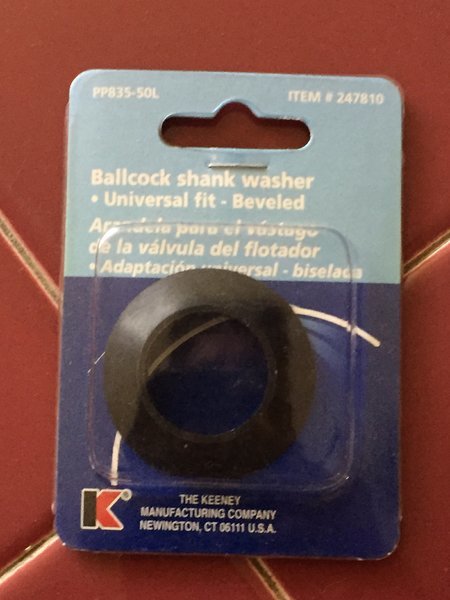 PP835-50L
ITEM # 247810
Ballcock shank washer
• Universal fit - Beveled
Arandela para el vástago
de la válvula del flotador
• Adaptación universal - biselada
K®
THE KEENEY
MANUFACTURING COMPANY
NEWINGTON, CT 06111 U.S.A.